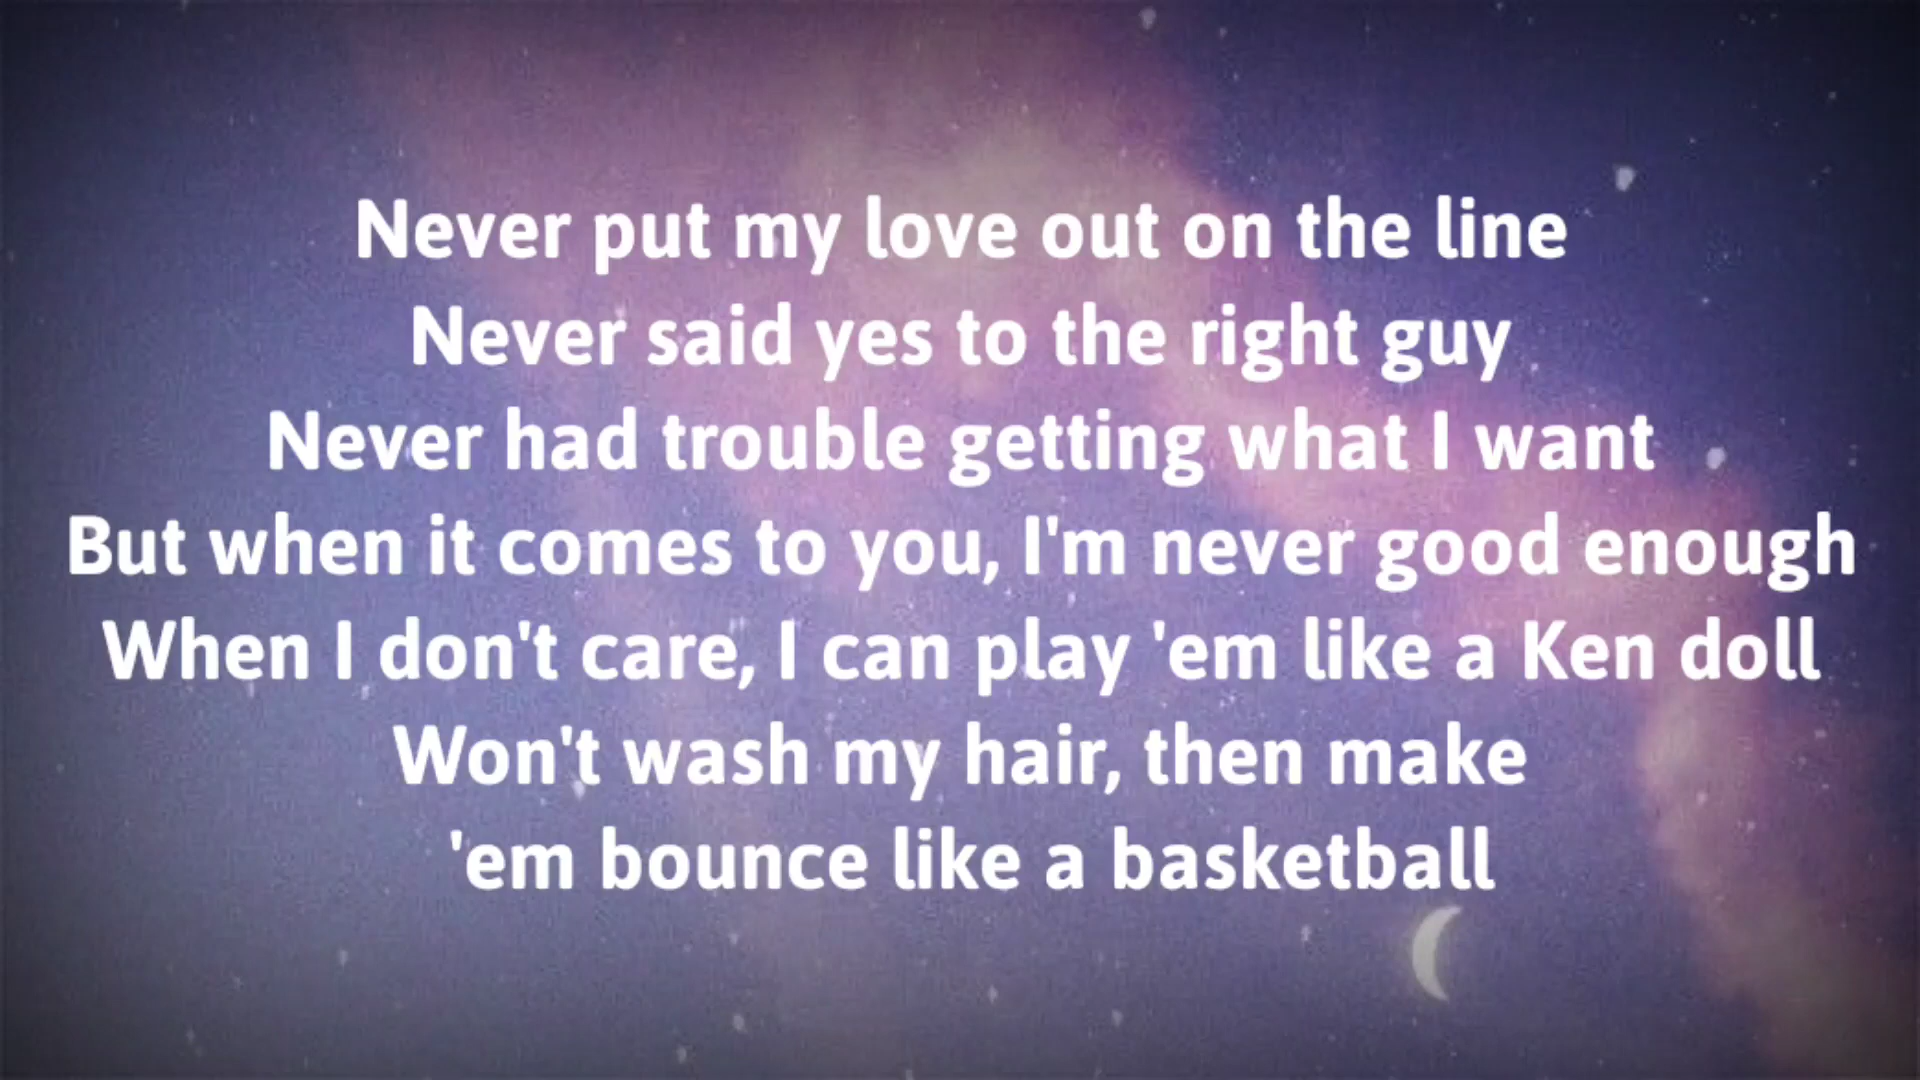 Never put my love out on the line
Never said yes to the right guy
Never had trouble getting what I want
But when it comes to you, I'm never good enough
When I don't care, I can play 'em like a Ken doll
Won't wash my hair, then make
'em bounce like a basketball